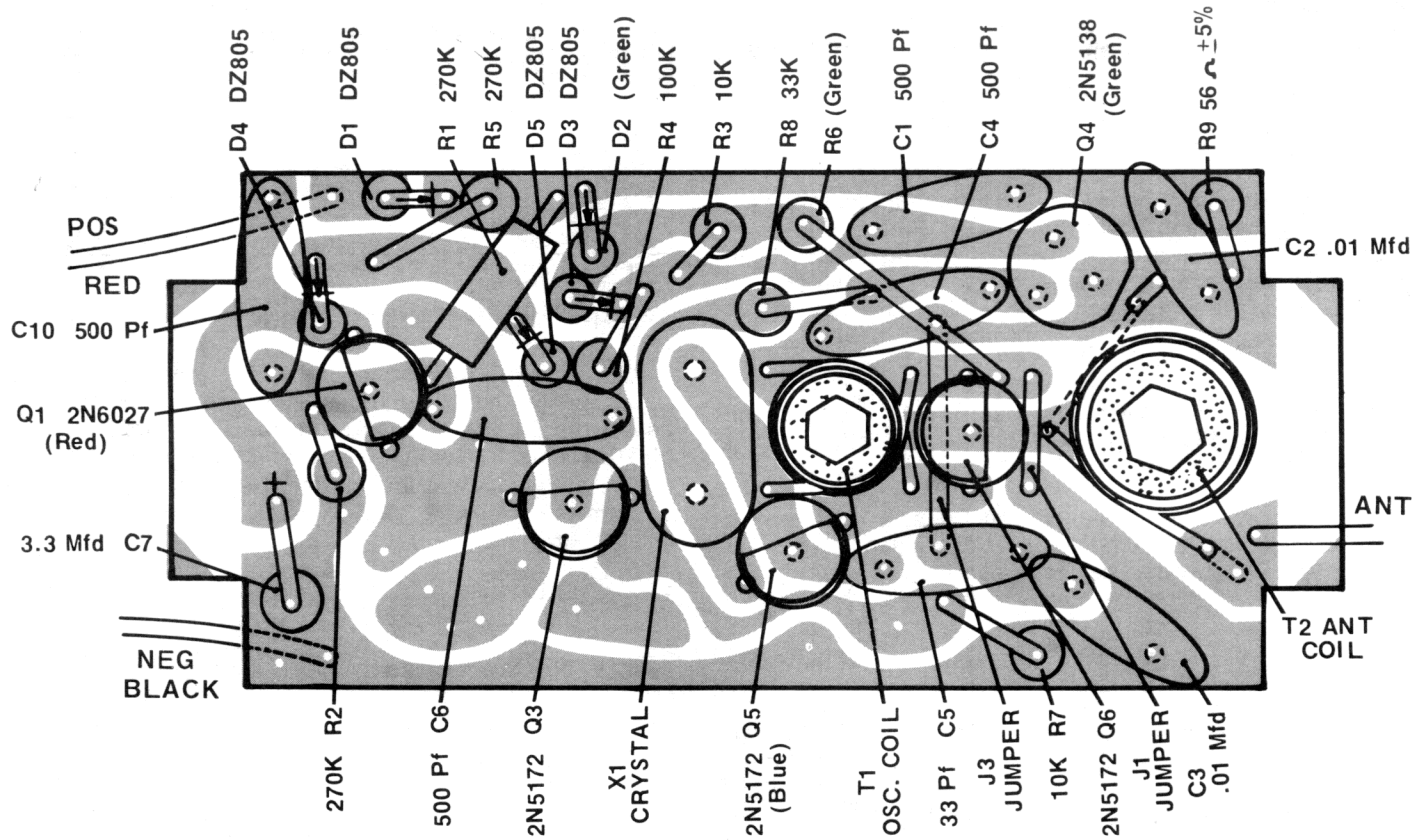 D4 DZ805
D1 DZ805
R1 270K
R5 270K
D5 DZ805
D3 DZ805
D2 (Green)
R4 100K
R3 10K
R8 33K
R6 (Green)
C1 500 Pf
C4 500 Pf
Q4 2N5138
(Green)
R9 56 Ω ±5%
POS
RED
C10 500 Pf
Q1 2N6027
(Red)
+
3.3 Mfd C7
NEG
BLACK
C2 .01 Mfd
ANT
T2 ANT
COIL
270K R2
500 Pf C6
2N5172 Q3
X1
CRYSTAL
2N5172 Q5
(Blue)
T1
OSC. COIL
33 Pf C5
J3
JUMPER
10K R7
2N5172 Q6
J1
JUMPER
C3
.01 Mfd